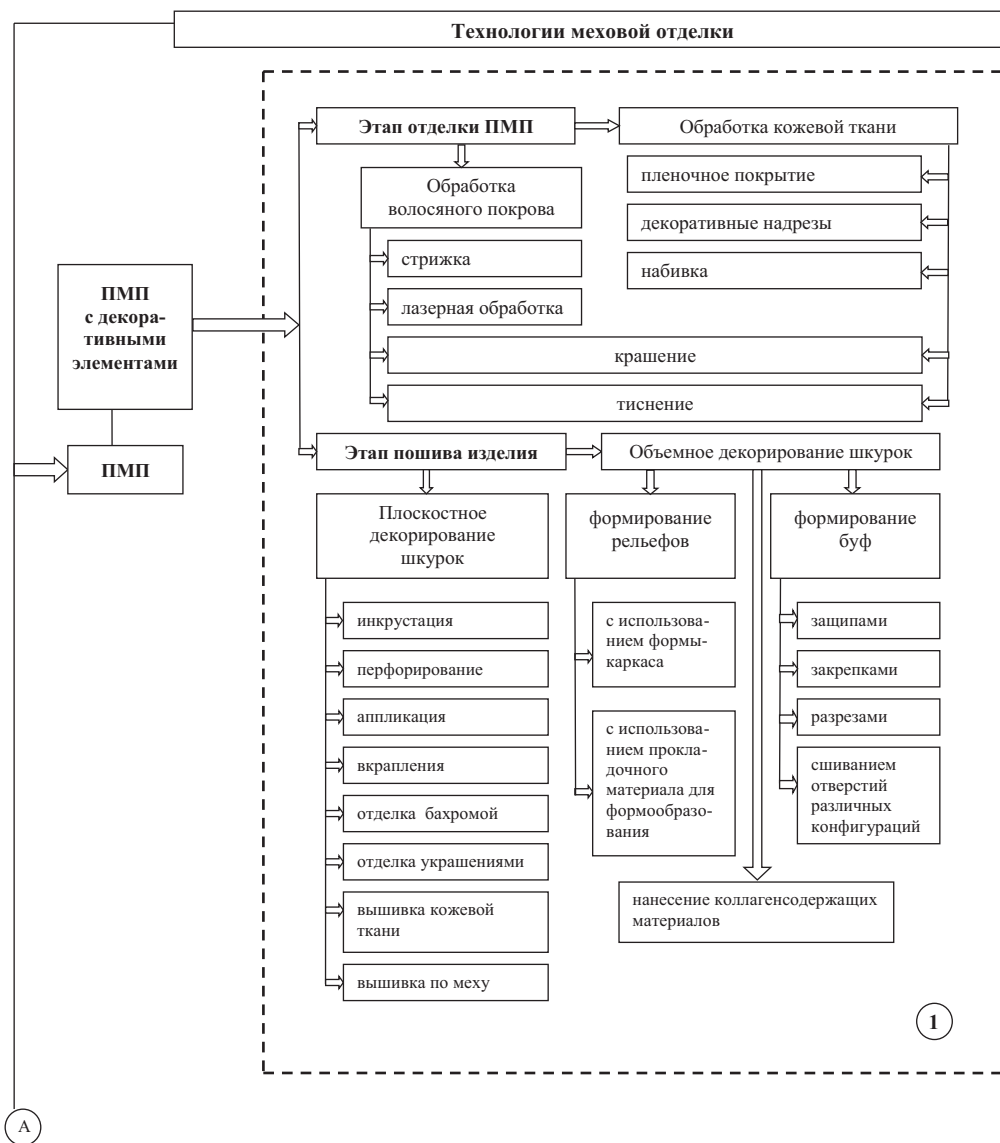 Технологии меховой отделки
Этап отделки ПМП
Обработка кожевой ткани
Обработка
волосяного покрова
стрижка
лазерная обработка
пленочное покрытие
декоративные надрезы
набивка
крашение
тиснение
ПМП
с декора-
тивными
элементами
ПМП
Этап пошива изделия
Объемное декорирование шкурок
Плоскостное
декорирование
шкурок
инкрустация
перфорирование
аппликация
вкрапления
отделка бахромой
отделка украшениями
вышивка кожевой
ткани
вышивка по меху
формирование
рельефов
с использова-
нием формы-
каркаса
с использова-
нием прокла-
дочного
материала для
формообразо-
вания
формирование
буф
защипами
закрепками
разрезами
сшиванием
отверстий
различных
конфигураций
нанесение коллагенсодержащих
материалов
1
А